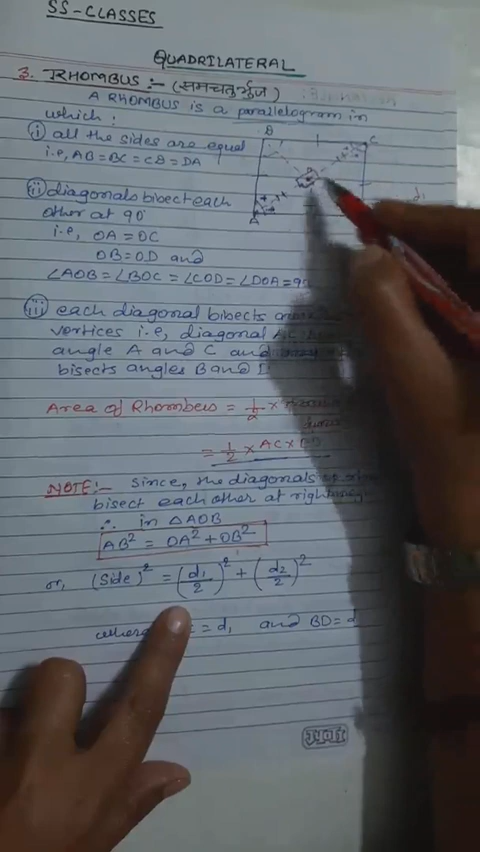 SS-CLASSES
QUADRILATERAL
3. RHOMBUS:- (समचतुर्भुज)
A RHOMBUS is a parallelogram in
which:
(i) all the sides are equal
i.e, AB=BC=CD=DA
(ii) diagonals bisect each
other at 90°
i.e, OA=OC
OB=OD and
∠AOB=∠BOC=∠COD=∠DOA=90
(iii) each diagonal bisects
vertices i.e, diagonal AC
angle A and C and
bisects angles B and D
Area of Rhombus = 1/2 ×
= 1/2 × AC ×
NOTE:- Since, the diagonals of
bisect each other at right
∴ in △AOB
AB² = OA² + OB²
or, (Side)² = (d₁/2)² + (d₂/2)²
= d₁ and BD = d
D
C
A
d₁